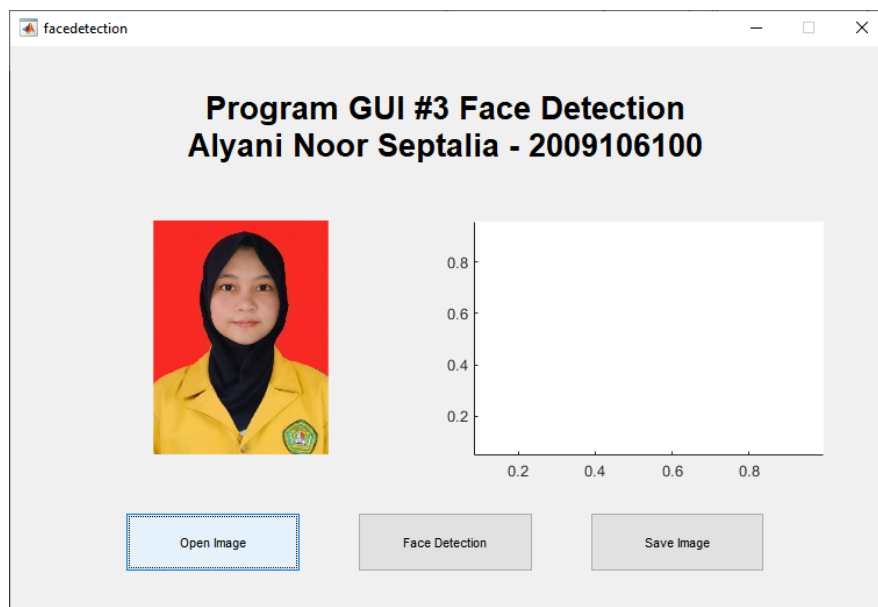 facedetection
Program GUI #3 Face Detection
Alyani Noor Septalia - 2009106100
0.8
0.6
0.4
0.2
0.2 0.4 0.6 0.8
Open Image
Face Detection
Save Image